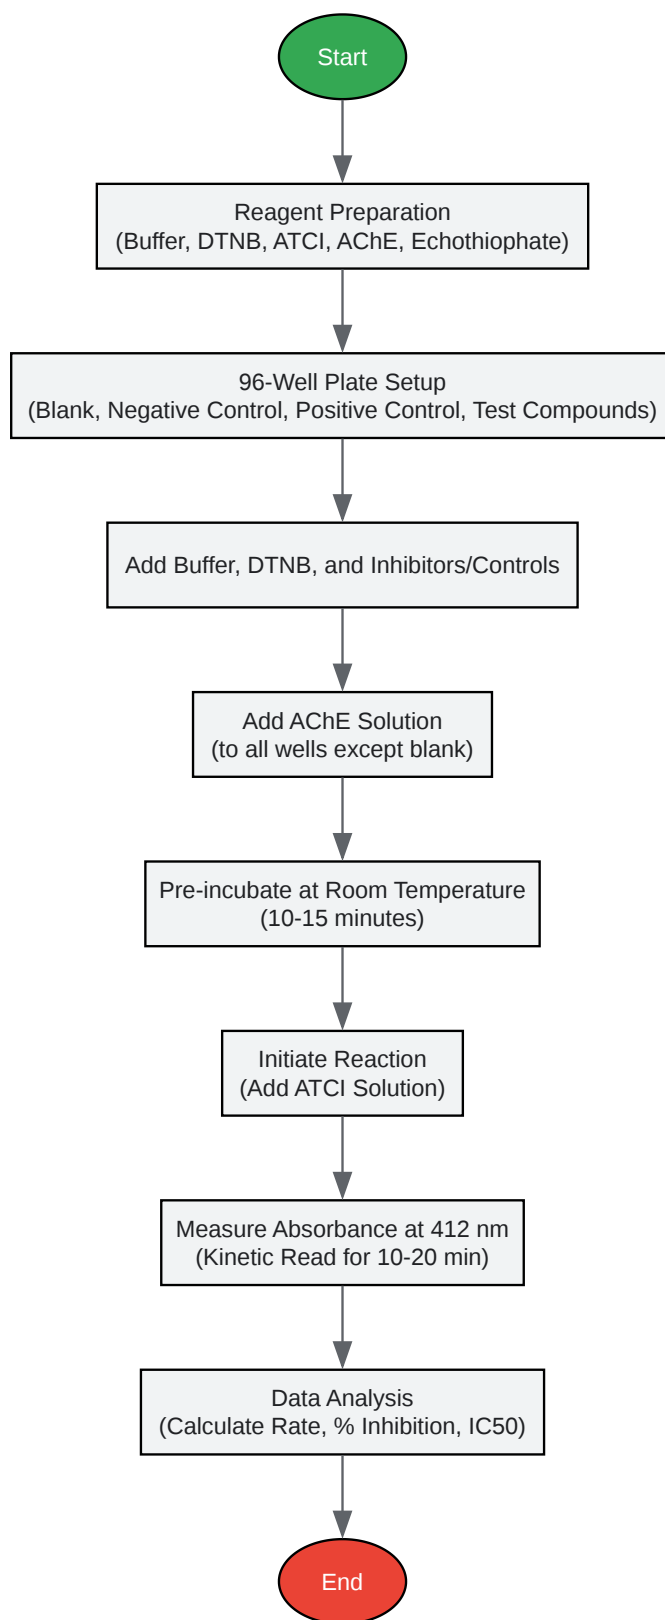 Start
Reagent Preparation
(Buffer, DTNB, ATCI, AChE, Echothiophate)
96-Well Plate Setup
(Blank, Negative Control, Positive Control, Test Compounds)
Add Buffer, DTNB, and Inhibitors/Controls
Add AChE Solution
(to all wells except blank)
Pre-incubate at Room Temperature
(10-15 minutes)
Initiate Reaction
(Add ATCI Solution)
Measure Absorbance at 412 nm
(Kinetic Read for 10-20 min)
Data Analysis
(Calculate Rate, % Inhibition, IC50)
End